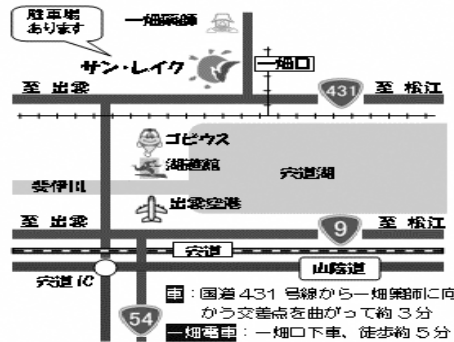 駐車場
あります
一畑薬師
サン・レイク
一畑口
至 出雲
431
至 松江
ゴビウス
湖遊館
宍道湖
斐伊川
出雲空港
至 出雲
9
至 松江
宍道
宍道iC
山陰道
54
車：国道431号線から一畑薬師に向
かう交差点を曲がって約3分
一畑電車：一畑口下車、徒歩約5分